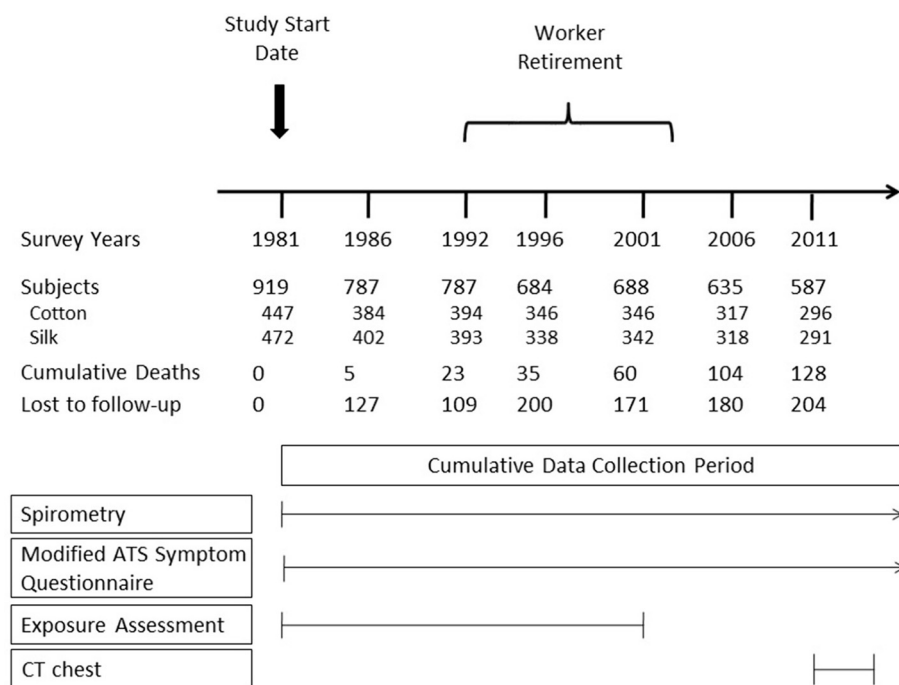 Study Start
Date
Worker
Retirement
Survey Years 1981 1986 1992 1996 2001 2006 2011
Subjects 919 787 787 684 688 635 587
Cotton 447 384 394 346 346 317 296
Silk 472 402 393 338 342 318 291
Cumulative Deaths 0 5 23 35 60 104 128
Lost to follow-up 0 127 109 200 171 180 204
Cumulative Data Collection Period
Spirometry
Modified ATS Symptom
Questionnaire
Exposure Assessment
CT chest